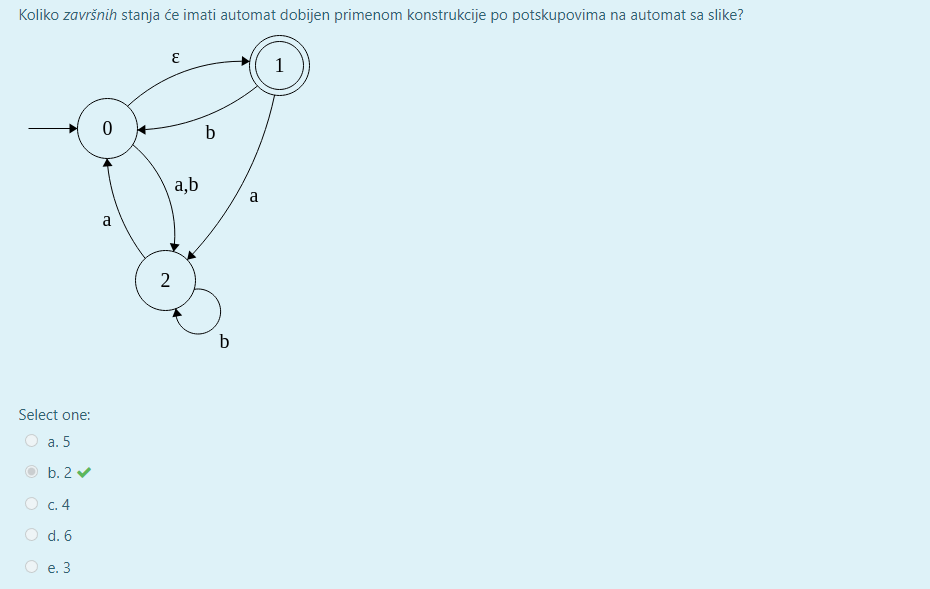 Koliko završnih stanja će imati automat dobijen primenom konstrukcije po potskupovima na automat sa slike?
ε
1
0
b
a,b
a
a
2
b
Select one:
a. 5
b. 2
c. 4
d. 6
e. 3